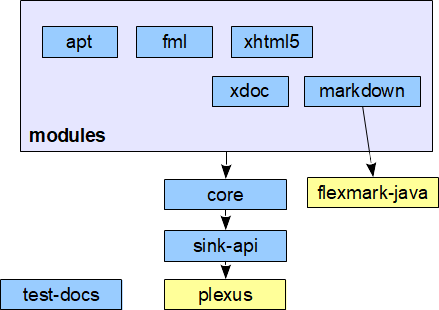 apt
fml
xhtml5
xdoc
markdown
modules
core
flexmark-java
sink-api
test-docs
plexus